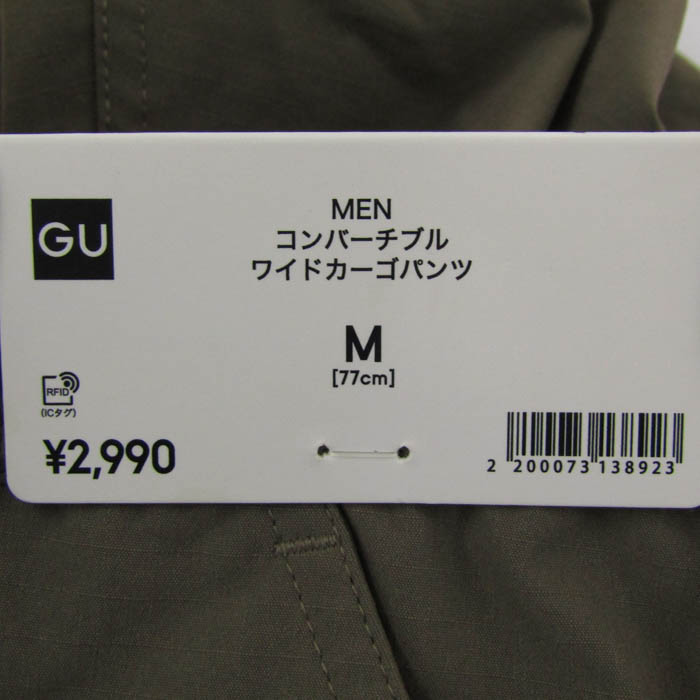 GU
MEN
コンバーチブル
ワイドカーゴパンツ
M
[77cm]
RFID
(ICタグ)
¥2,990
2 200073 138923